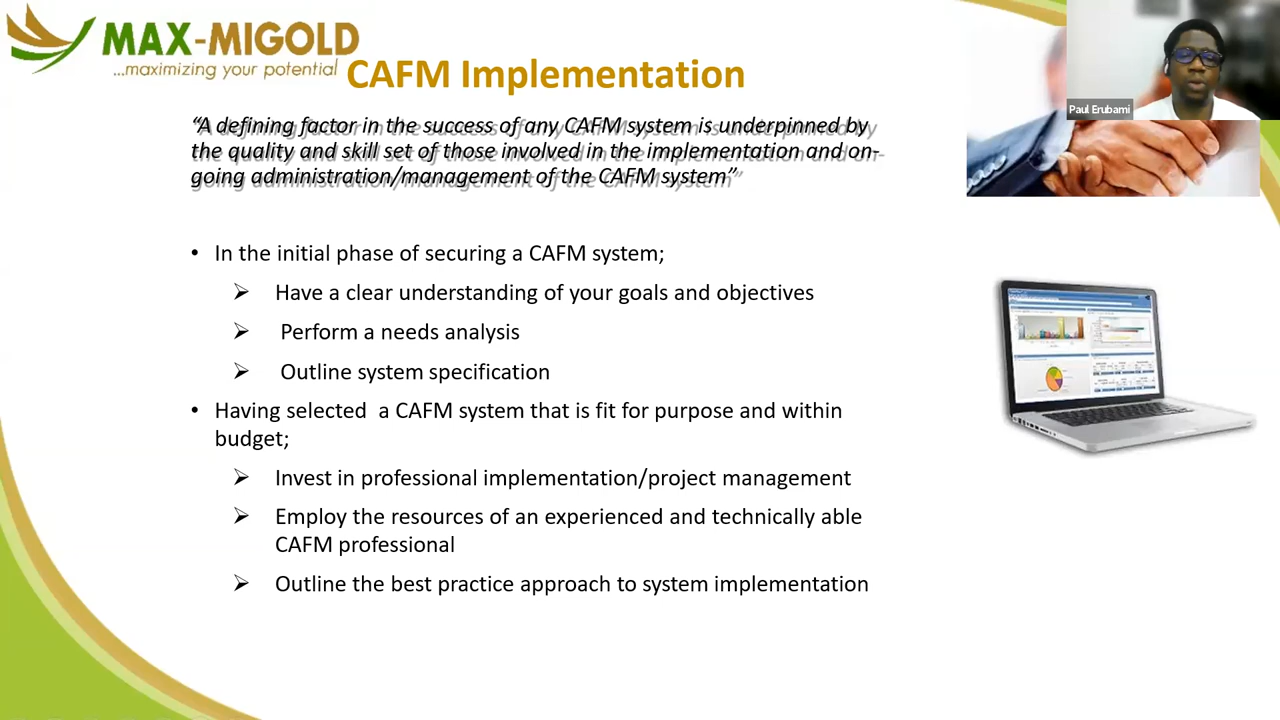 MAX-MIGOLD
...maximizing your potential
CAFM Implementation
Paul Erubami
“A defining factor in the success of any CAFM system is underpinned by
the quality and skill set of those involved in the implementation and on-
going administration/management of the CAFM system”
• In the initial phase of securing a CAFM system;
➢ Have a clear understanding of your goals and objectives
➢ Perform a needs analysis
➢ Outline system specification
• Having selected a CAFM system that is fit for purpose and within
budget;
➢ Invest in professional implementation/project management
➢ Employ the resources of an experienced and technically able
CAFM professional
➢ Outline the best practice approach to system implementation